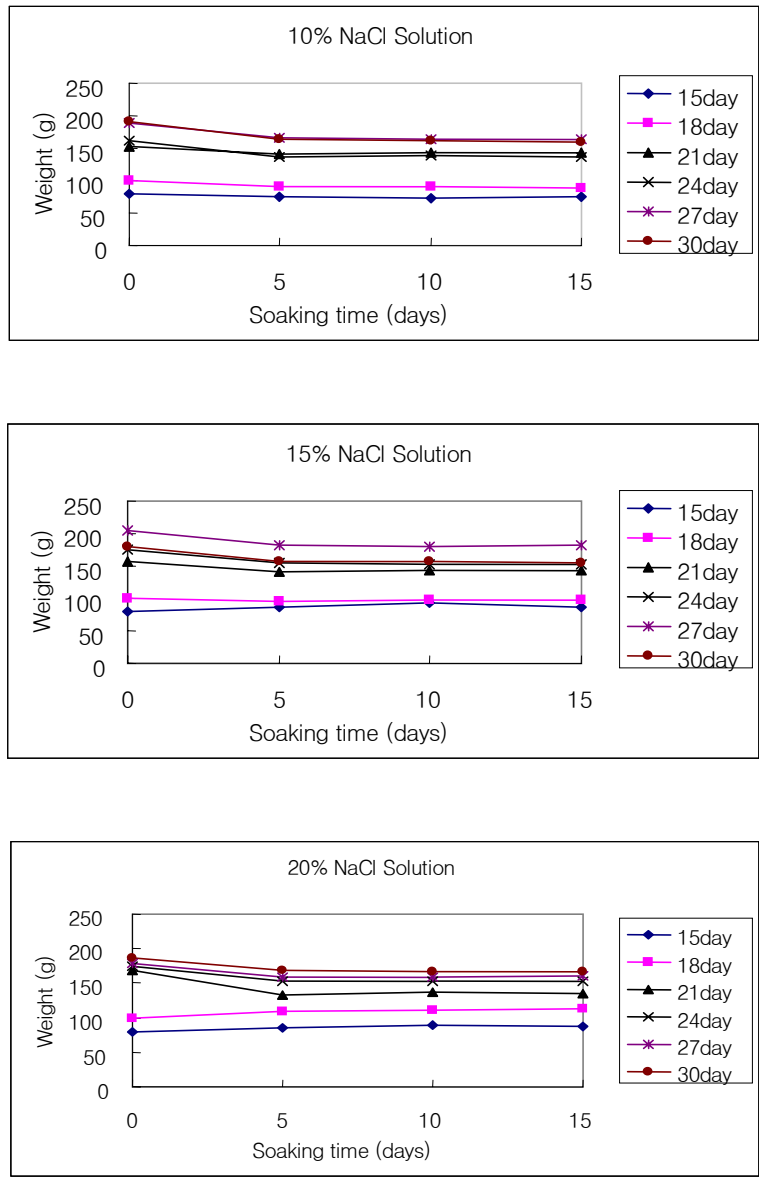 10% NaCl Solution
250
200
150
100
50
0
Weight (g)
0 5 10 15
Soaking time (days)
15day
18day
21day
24day
27day
30day
15% NaCl Solution
250
200
150
100
50
0
Weight (g)
0 5 10 15
Soaking time (days)
15day
18day
21day
24day
27day
30day
20% NaCl Solution
250
200
150
100
50
0
Weight (g)
0 5 10 15
Soaking time (days)
15day
18day
21day
24day
27day
30day